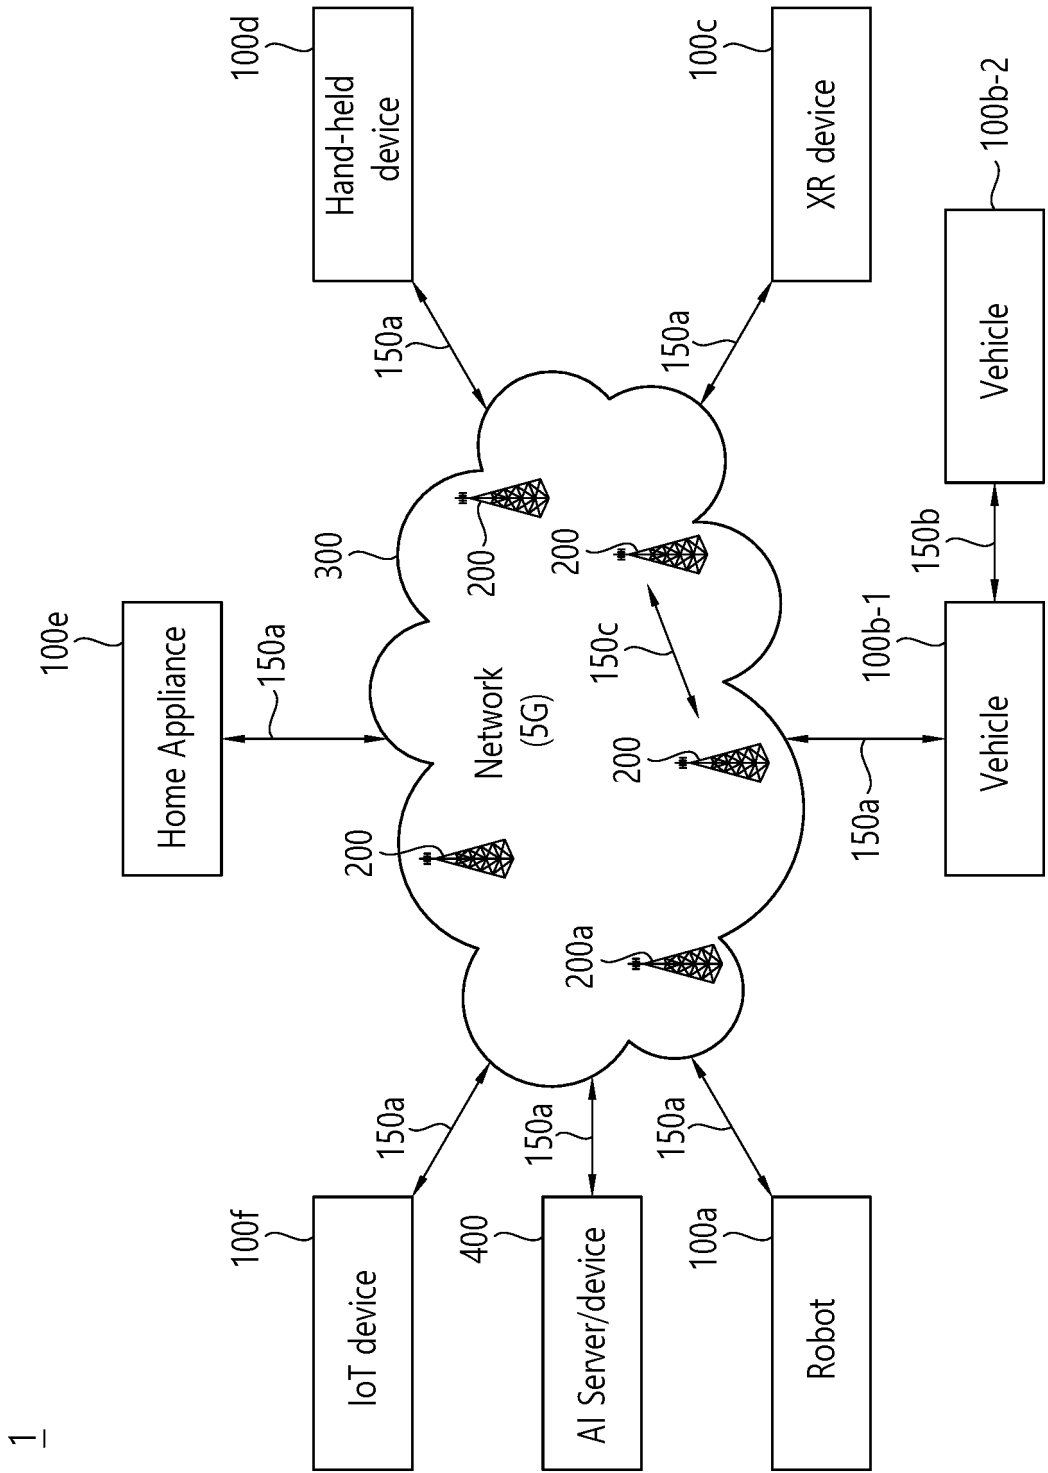 1
100e
Home Appliance
150a
100f
IoT device
150a
300
100d
Hand-held
device
150a
200
200
Network
(5G)
400
AI Server/device
150a
200a
200
150c
200
100a
Robot
150a
100c
XR device
150a
150a
100b-1
Vehicle
150b
100b-2
Vehicle